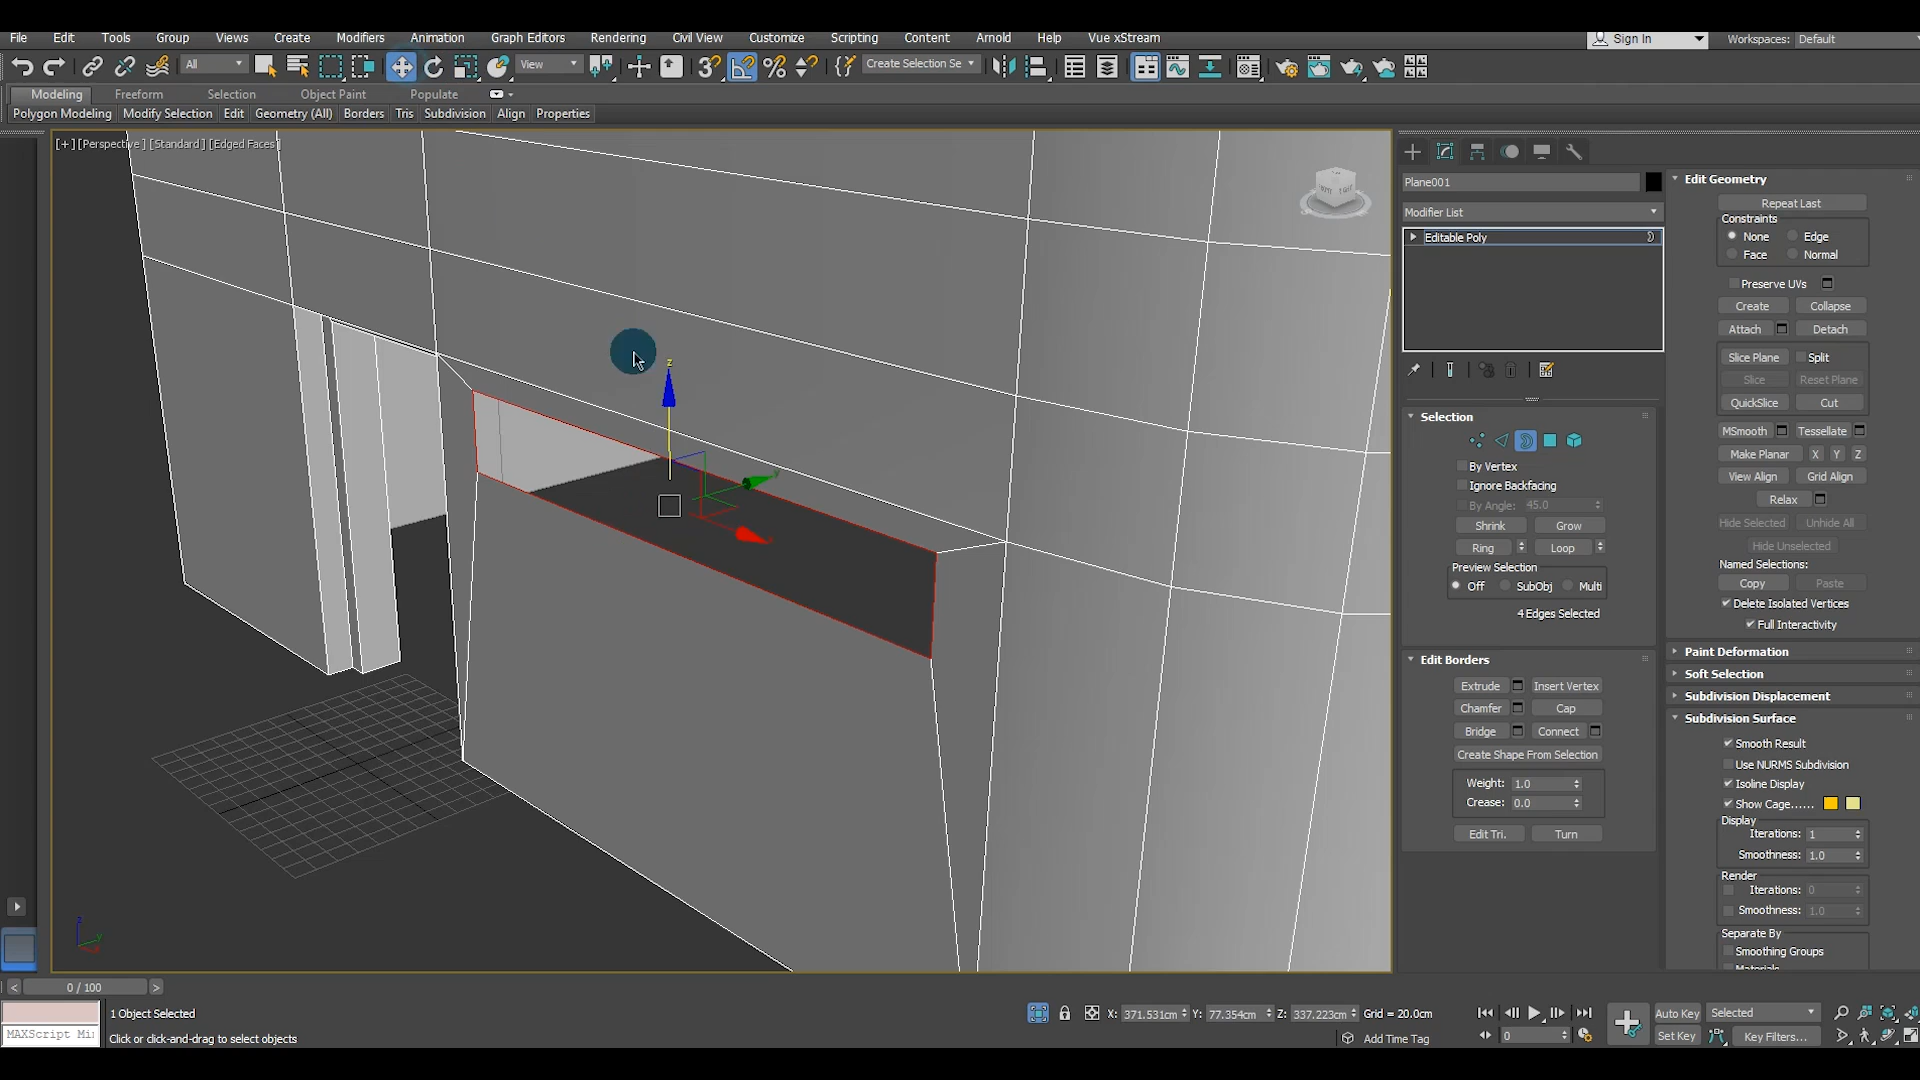 File Edit Tools Group Views Create Modifiers Animation Graph Editors Rendering Civil View Customize Scripting Content Arnold Help Vue xStream Sign In Workspaces: Default
All View Create Selection Se
Modeling Freeform Selection Object Paint Populate
Polygon Modeling Modify Selection Edit Geometry (All) Borders Tris Subdivision Align Properties
[+] [Perspective] [Standard] [Edged Faces]
Plane001
Modifier List
Editable Poly
Selection
By Vertex
Ignore Backfacing
By Angle: 45.0
Shrink Grow
Ring Loop
Preview Selection
Off SubObj Multi
4 Edges Selected
Edit Borders
Extrude Insert Vertex
Chamfer Cap
Bridge Connect
Create Shape From Selection
Weight: 1.0
Crease: 0.0
Edit Tri. Turn
Edit Geometry
Repeat Last
Constraints
None Edge
Face Normal
Preserve UVs
Create Collapse
Attach Detach
Slice Plane Split
Slice Reset Plane
QuickSlice Cut
MSmooth Tessellate
Make Planar X Y Z
View Align Grid Align
Relax
Hide Selected Unhide All
Hide Unselected
Named Selections:
Copy Paste
Delete Isolated Vertices
Full Interactivity
Paint Deformation
Soft Selection
Subdivision Displacement
Subdivision Surface
Smooth Result
Use NURMS Subdivision
Isoline Display
Show Cage......
Display
Iterations: 1
Smoothness: 1.0
Render
Iterations: 0
Smoothness: 1.0
Separate By
Smoothing Groups
Materials
z
z
< 0 / 100 >
1 Object Selected
X: 371.531cm Y: 77.354cm Z: 337.223cm Grid = 20.0cm
Auto Key Selected
MAXScript Mi
Click or click-and-drag to select objects
Add Time Tag
0
Set Key Key Filters...